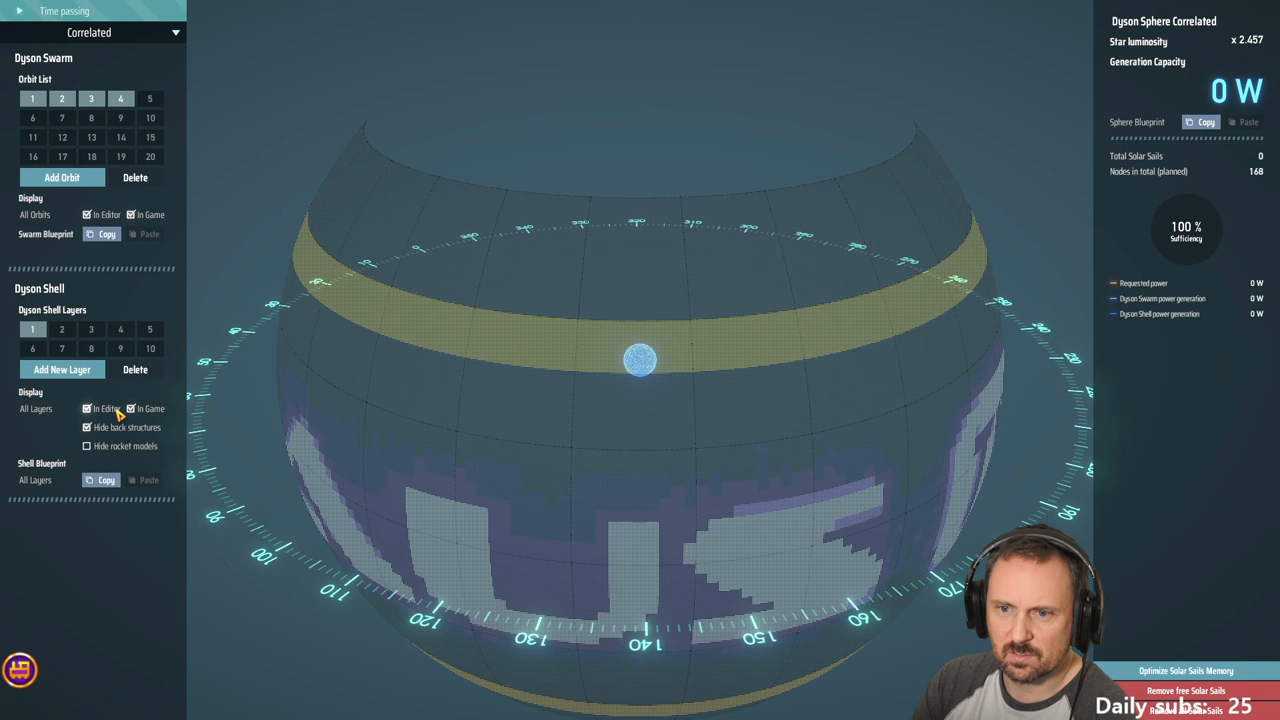 Time passing
Correlated
Dyson Swarm
Orbit List
1 2 3 4 5
6 7 8 9 10
11 12 13 14 15
16 17 18 19 20
Add Orbit Delete
Display
All Orbits In Editor In Game
Swarm Blueprint Copy Paste
Dyson Shell
Dyson Shell Layers
1 2 3 4 5
6 7 8 9 10
Add New Layer Delete
Display
All Layers In Editor In Game
Hide back structures
Hide rocket models
Shell Blueprint
All Layers Copy Paste
90 100 110 120 130 140 150 160 170 190
Dyson Sphere Correlated
Star luminosity x 2.457
Generation Capacity
0 W
Sphere Blueprint Copy Paste
Total Solar Sails 0
Nodes in total (planned) 168
100 %
Sufficiency
Requested power 0 W
Dyson Swarm power generation 0 W
Dyson Shell power generation 0 W
Optimize Solar Sails Memory
Remove free Solar Sails
Daily subs: 25